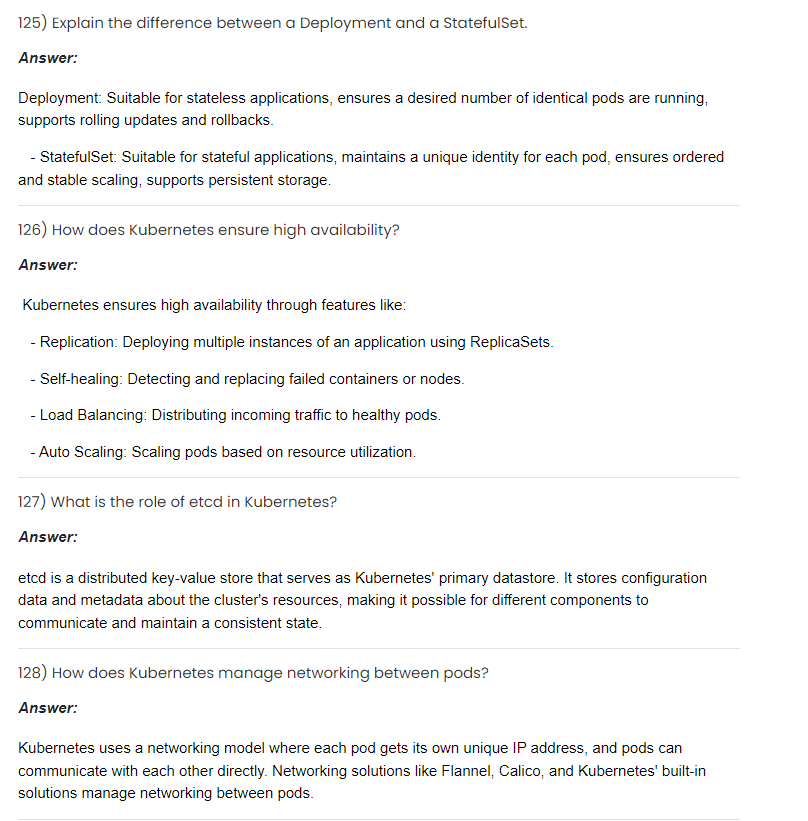 125) Explain the difference between a Deployment and a StatefulSet.
Answer:
Deployment: Suitable for stateless applications, ensures a desired number of identical pods are running,
supports rolling updates and rollbacks.
- StatefulSet: Suitable for stateful applications, maintains a unique identity for each pod, ensures ordered
and stable scaling, supports persistent storage.
126) How does Kubernetes ensure high availability?
Answer:
Kubernetes ensures high availability through features like:
- Replication: Deploying multiple instances of an application using ReplicaSets.
- Self-healing: Detecting and replacing failed containers or nodes.
- Load Balancing: Distributing incoming traffic to healthy pods.
- Auto Scaling: Scaling pods based on resource utilization.
127) What is the role of etcd in Kubernetes?
Answer:
etcd is a distributed key-value store that serves as Kubernetes' primary datastore. It stores configuration
data and metadata about the cluster's resources, making it possible for different components to
communicate and maintain a consistent state.
128) How does Kubernetes manage networking between pods?
Answer:
Kubernetes uses a networking model where each pod gets its own unique IP address, and pods can
communicate with each other directly. Networking solutions like Flannel, Calico, and Kubernetes' built-in
solutions manage networking between pods.